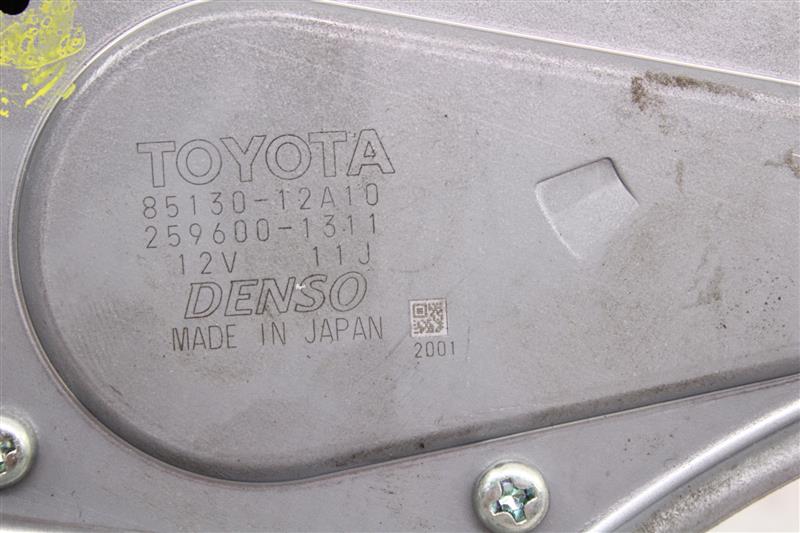 TOYOTA
85130-12A10
259600-1311
12V 11J
DENSO
MADE IN JAPAN
2001